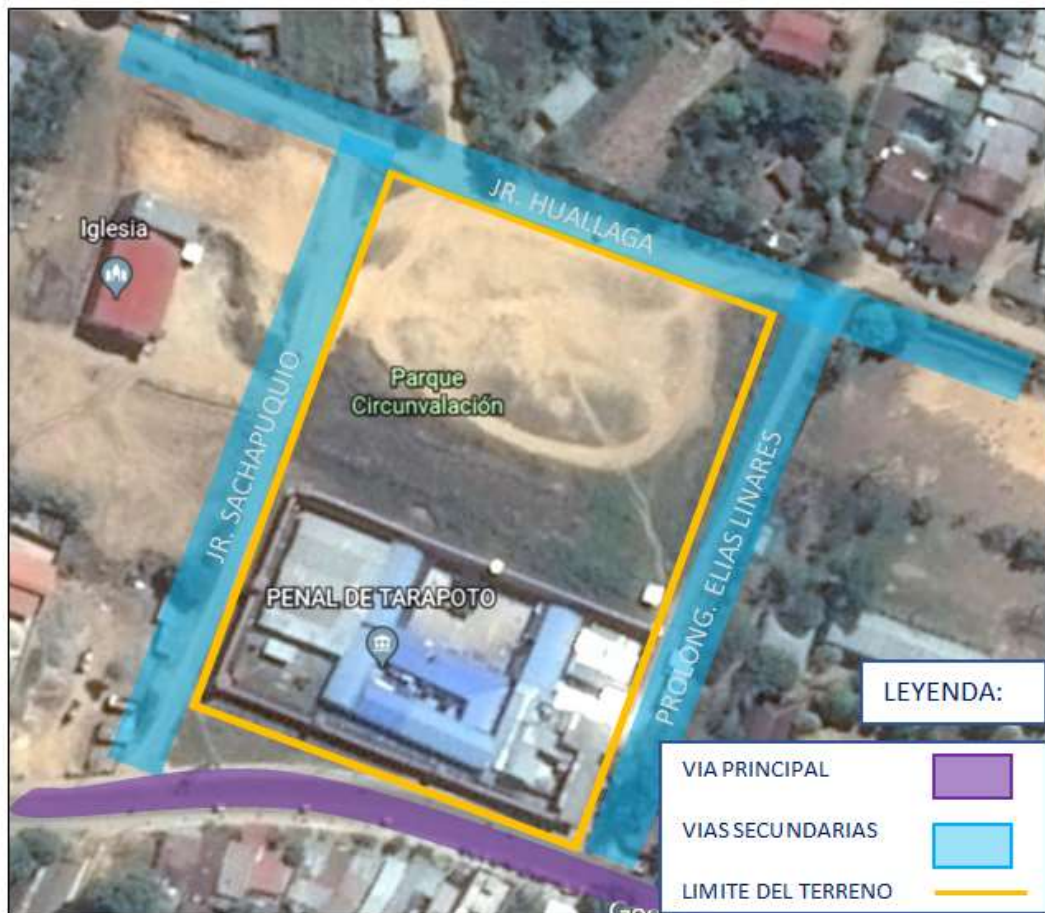 JR. HUALLAGA
Iglesia
JR. SACHAPUQUIO
Parque
Circunvalación
PROLONG. ELIAS LINARES
PENAL DE TARAPOTO
LEYENDA:
VIA PRINCIPAL
VIAS SECUNDARIAS
LIMITE DEL TERRENO